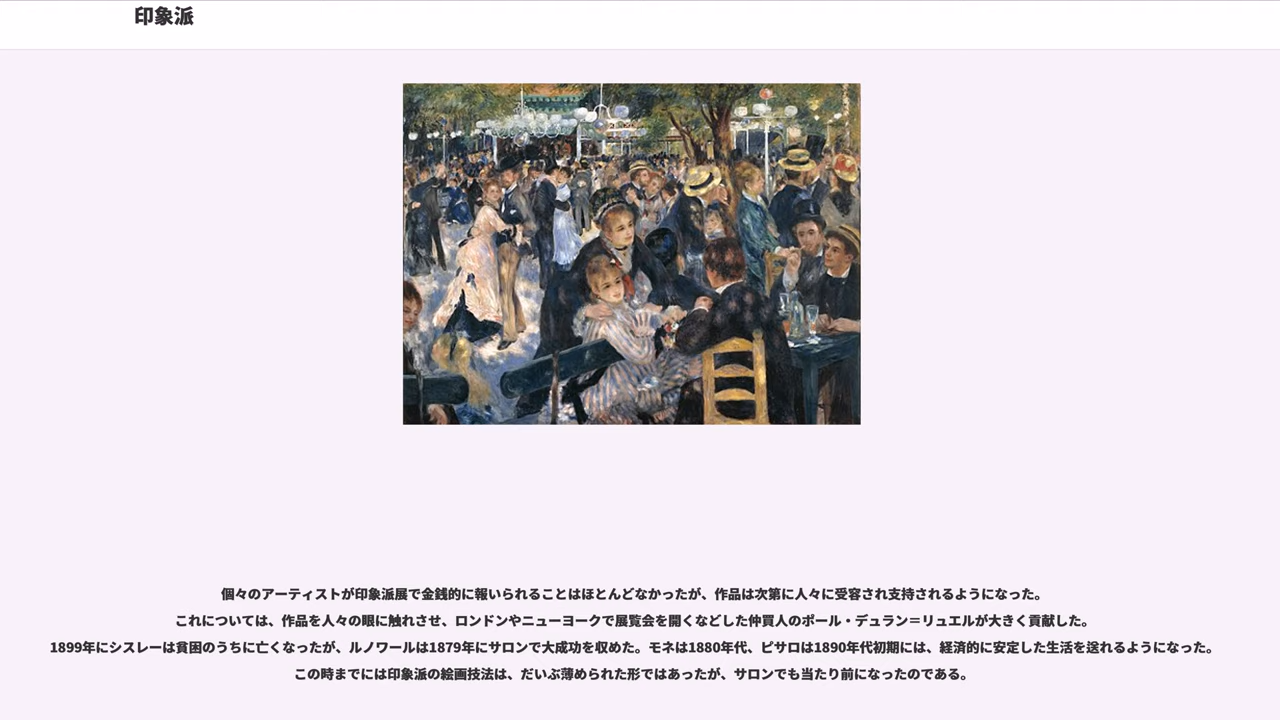 印象派
個々のアーティストが印象派展で金銭的に報いられることはほとんどなかったが、作品は次第に人々に受容され支持されるようになった。
これについては、作品を人々の眼に触れさせ、ロンドンやニューヨークで展覧会を開くなどした仲買人のポール・デュラン＝リュエルが大きく貢献した。
1899年にシスレーは貧困のうちに亡くなったが、ルノワールは1879年にサロンで大成功を収めた。モネは1880年代、ピサロは1890年代初期には、経済的に安定した生活を送れるようになった。
この時までには印象派の絵画技法は、だいぶ薄められた形ではあったが、サロンでも当たり前になったのである。